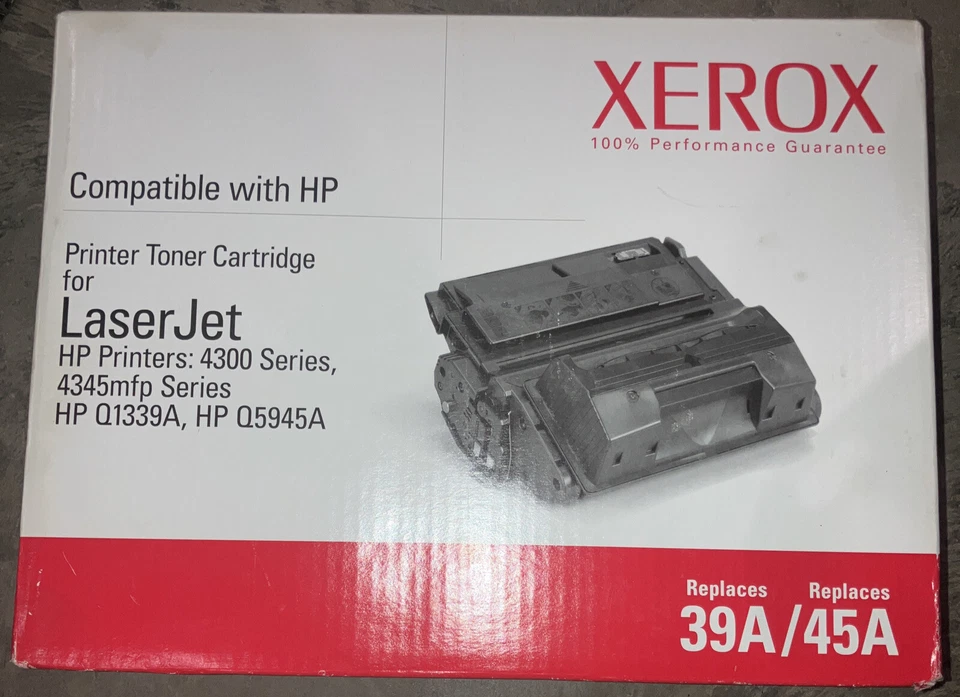 XEROX
100% Performance Guarantee
Compatible with HP
Printer Toner Cartridge
for
LaserJet
HP Printers: 4300 Series,
4345mfp Series
HP Q1339A, HP Q5945A
Replaces Replaces
39A/45A